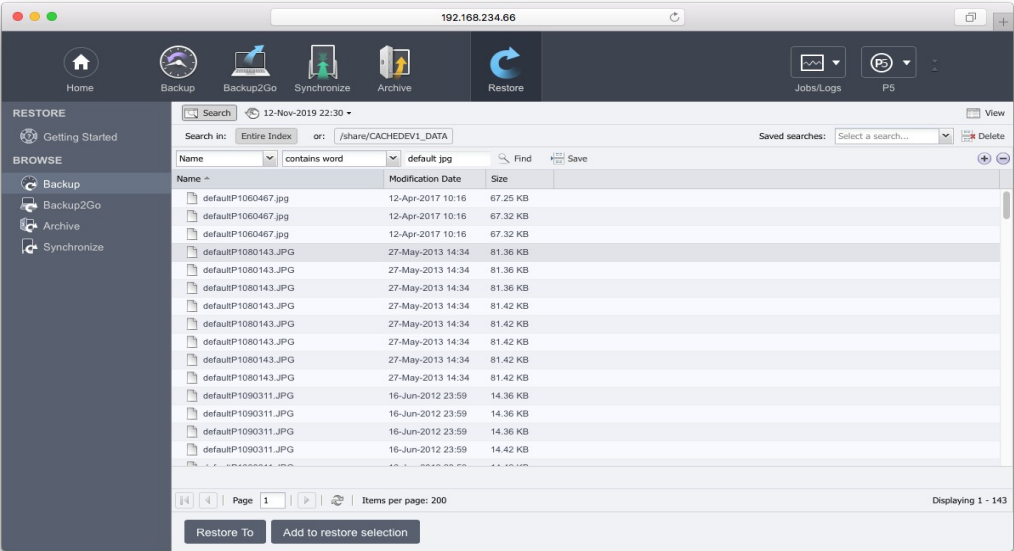 192.168.234.66
Home Backup Backup2Go Synchronize Archive Restore Jobs/Logs P5
RESTORE
Getting Started
BROWSE
Backup
Backup2Go
Archive
Synchronize
Search 12-Nov-2019 22:30 View
Search in: Entire Index or: /share/CACHEDEV1_DATA Saved searches: Select a search... Delete
Name contains word default jpg Find Save
Name Modification Date Size
defaultP1060467.jpg 12-Apr-2017 10:16 67.25 KB
defaultP1060467.jpg 12-Apr-2017 10:16 67.32 KB
defaultP1060467.jpg 12-Apr-2017 10:16 67.32 KB
defaultP1080143.JPG 27-May-2013 14:34 81.36 KB
defaultP1080143.JPG 27-May-2013 14:34 81.36 KB
defaultP1080143.JPG 27-May-2013 14:34 81.36 KB
defaultP1080143.JPG 27-May-2013 14:34 81.42 KB
defaultP1080143.JPG 27-May-2013 14:34 81.42 KB
defaultP1080143.JPG 27-May-2013 14:34 81.42 KB
defaultP1080143.JPG 27-May-2013 14:34 81.42 KB
defaultP1080143.JPG 27-May-2013 14:34 81.42 KB
defaultP1090311.JPG 16-Jun-2012 23:59 14.36 KB
defaultP1090311.JPG 16-Jun-2012 23:59 14.36 KB
defaultP1090311.JPG 16-Jun-2012 23:59 14.36 KB
defaultP1090311.JPG 16-Jun-2012 23:59 14.42 KB
Page 1 Items per page: 200 Displaying 1 - 143
Restore To Add to restore selection